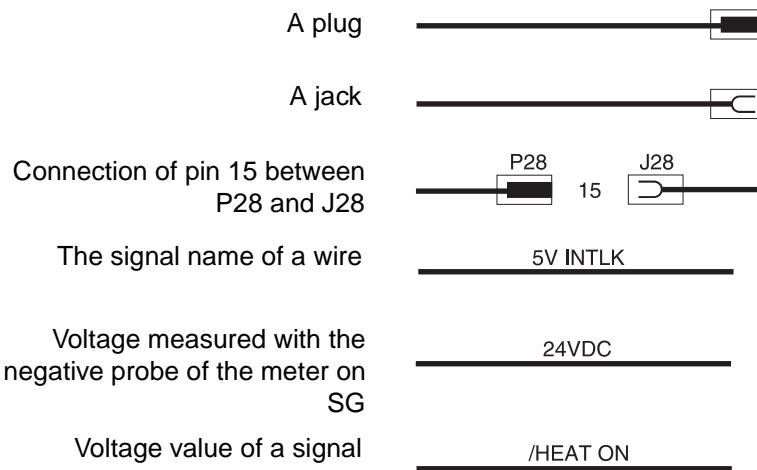 A plug
A jack
Connection of pin 15 between
P28 and J28
P28
15
J28
The signal name of a wire
5V INTLK
Voltage measured with the
negative probe of the meter on
SG
24VDC
Voltage value of a signal
/HEAT ON